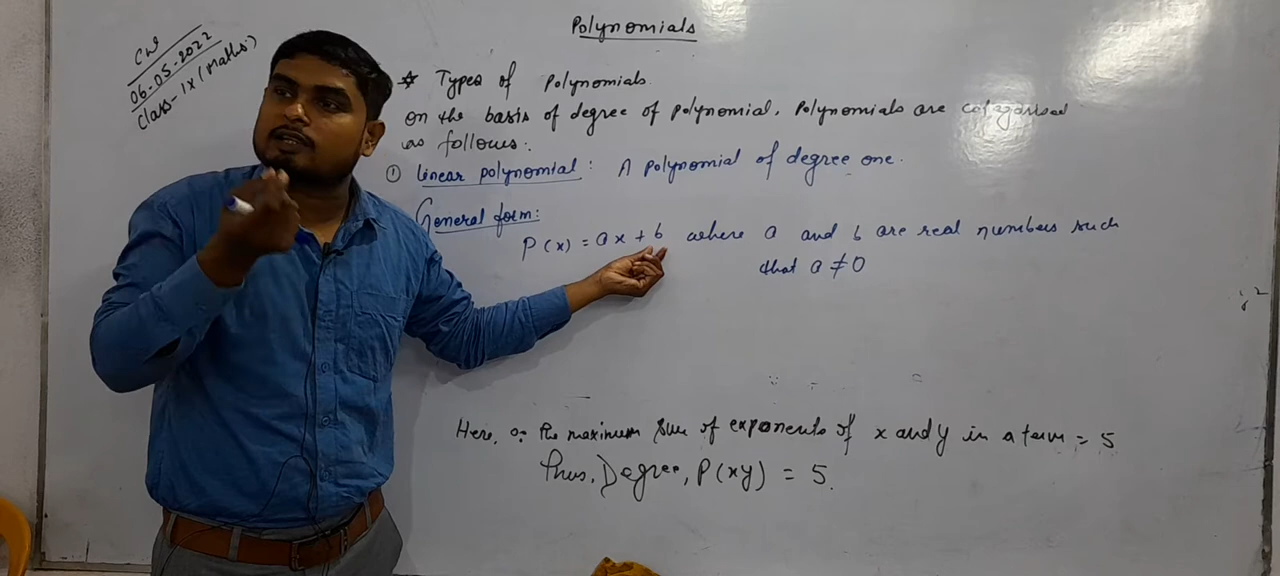 Polynomials
CW
06-05-2022
Class-IX (Maths)
* Types of Polynomials.
On the basis of degree of polynomial, Polynomials are categorised
as follows:
① Linear polynomial: A polynomial of degree one.
General form:
P(x) = ax + b where a and b are real numbers such
that a ≠ 0
Here, the maximum sum of exponents of x and y in a term = 5
Thus, Degree, P(xy) = 5.